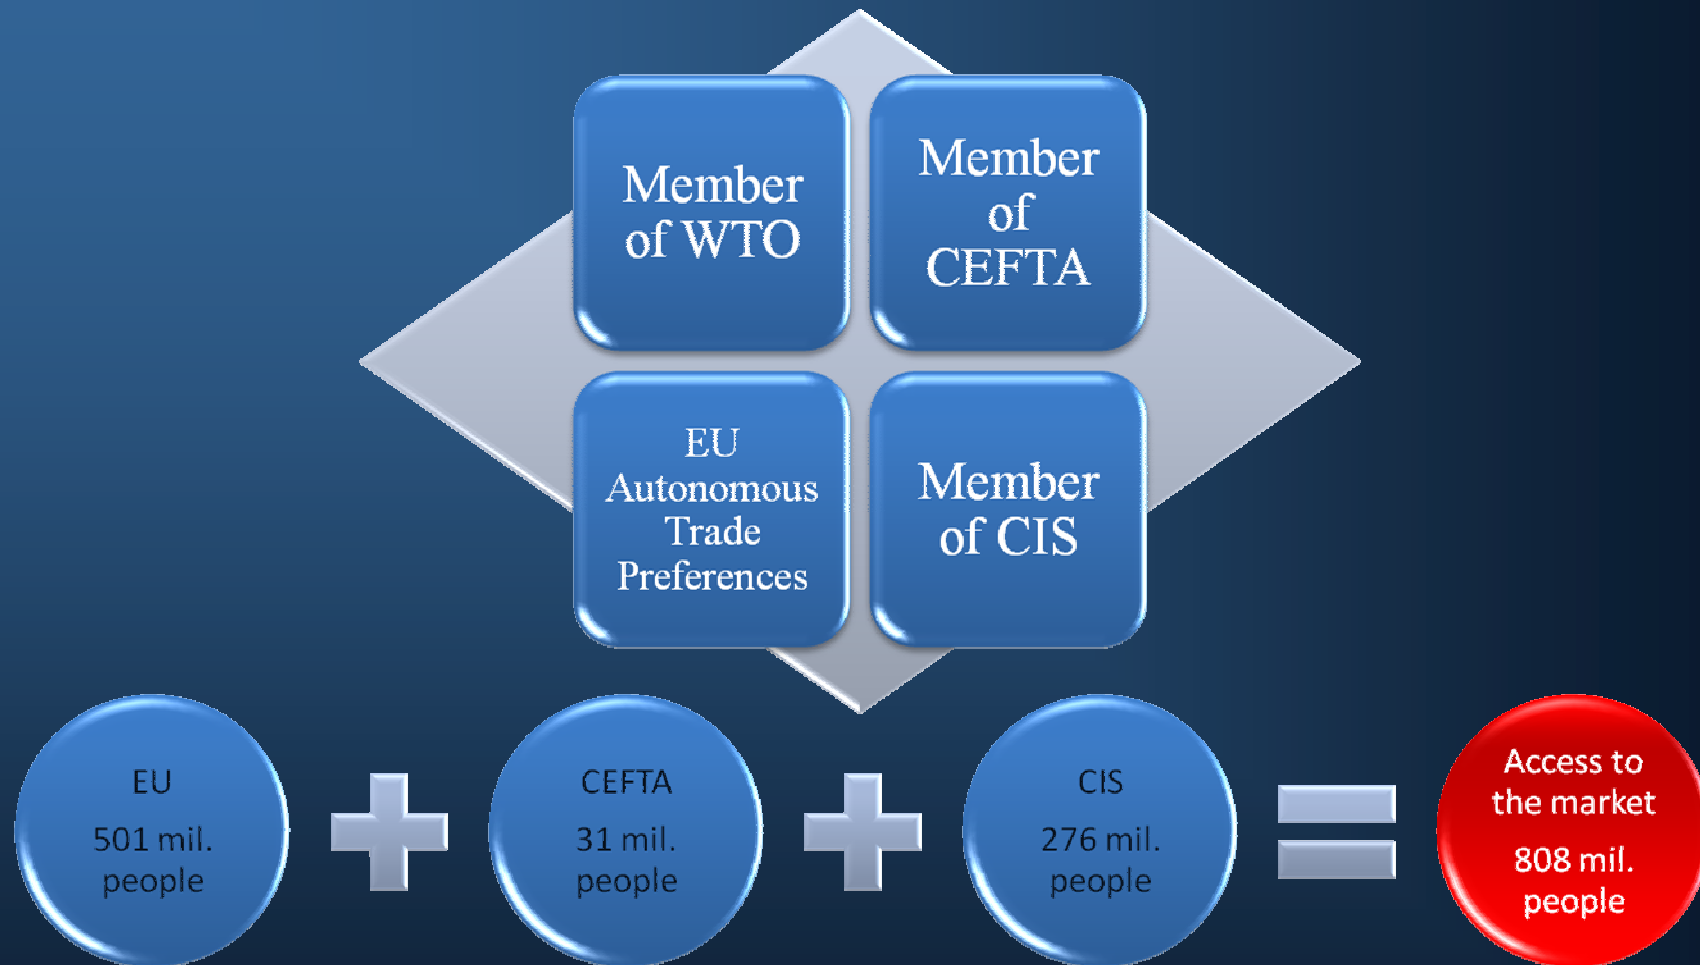 Member
of WTO
Member
of
CEFTA
EU
Autonomous
Trade
Preferences
Member
of CIS
EU
501 mil.
people
CEFTA
31 mil.
people
CIS
276 mil.
people
Access to
the market
808 mil.
people